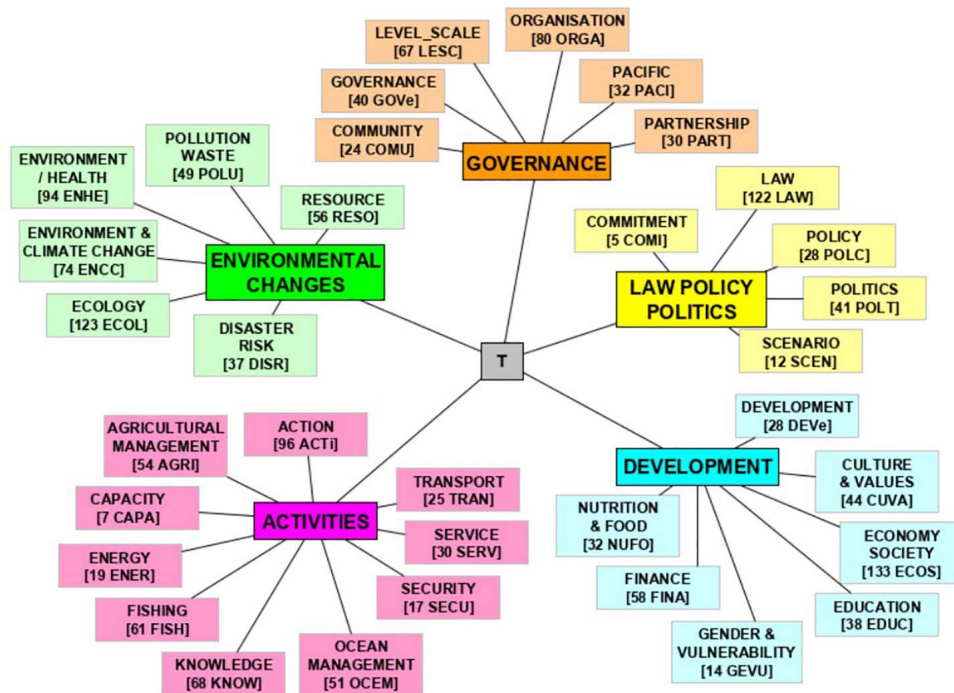 ORGANISATION
[80 ORGA]
LEVEL_SCALE
[67 LESC]
GOVERNANCE
[40 GOVe]
PACIFIC
[32 PACI]
COMMUNITY
[24 COMU]
PARTNERSHIP
[30 PART]
GOVERNANCE
POLLUTION
WASTE
[49 POLU]
ENVIRONMENT
/ HEALTH
[94 ENHE]
RESOURCE
[56 RESO]
ENVIRONMENT &
CLIMATE CHANGE
[74 ENCC]
ENVIRONMENTAL
CHANGES
ECOLOGY
[123 ECOL]
DISASTER
RISK
[37 DISR]
LAW
[122 LAW]
COMMITMENT
[5 COMI]
POLICY
[28 POLC]
LAW POLICY
POLITICS
POLITICS
[41 POLT]
SCENARIO
[12 SCEN]
T
AGRICULTURAL
MANAGEMENT
[54 AGRI]
ACTION
[96 ACTi]
TRANSPORT
[25 TRAN]
CAPACITY
[7 CAPA]
ACTIVITIES
SERVICE
[30 SERV]
ENERGY
[19 ENER]
SECURITY
[17 SECU]
FISHING
[61 FISH]
KNOWLEDGE
[68 KNOW]
OCEAN
MANAGEMENT
[51 OCEM]
DEVELOPMENT
[28 DEVe]
DEVELOPMENT
CULTURE
& VALUES
[44 CUVA]
NUTRITION
& FOOD
[32 NUFO]
ECONOMY
SOCIETY
[133 ECOS]
FINANCE
[58 FINA]
EDUCATION
[38 EDUC]
GENDER &
VULNERABILITY
[14 GEVU]